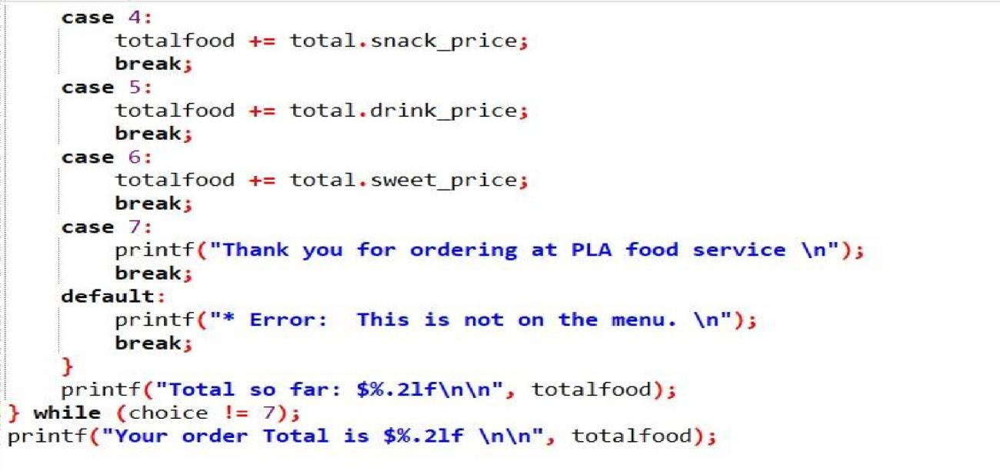 case 4:
totalfood += total.snack_price;
break;
case 5:
totalfood += total.drink_price;
break;
case 6:
totalfood += total.sweet_price;
break;
case 7:
printf("Thank you for ordering at PLA food service \n");
break;
default:
printf("* Error:  This is not on the menu. \n");
break;
}
printf("Total so far: $%.2lf\n\n", totalfood);
} while (choice != 7);
printf("Your order Total is $%.2lf \n\n", totalfood);